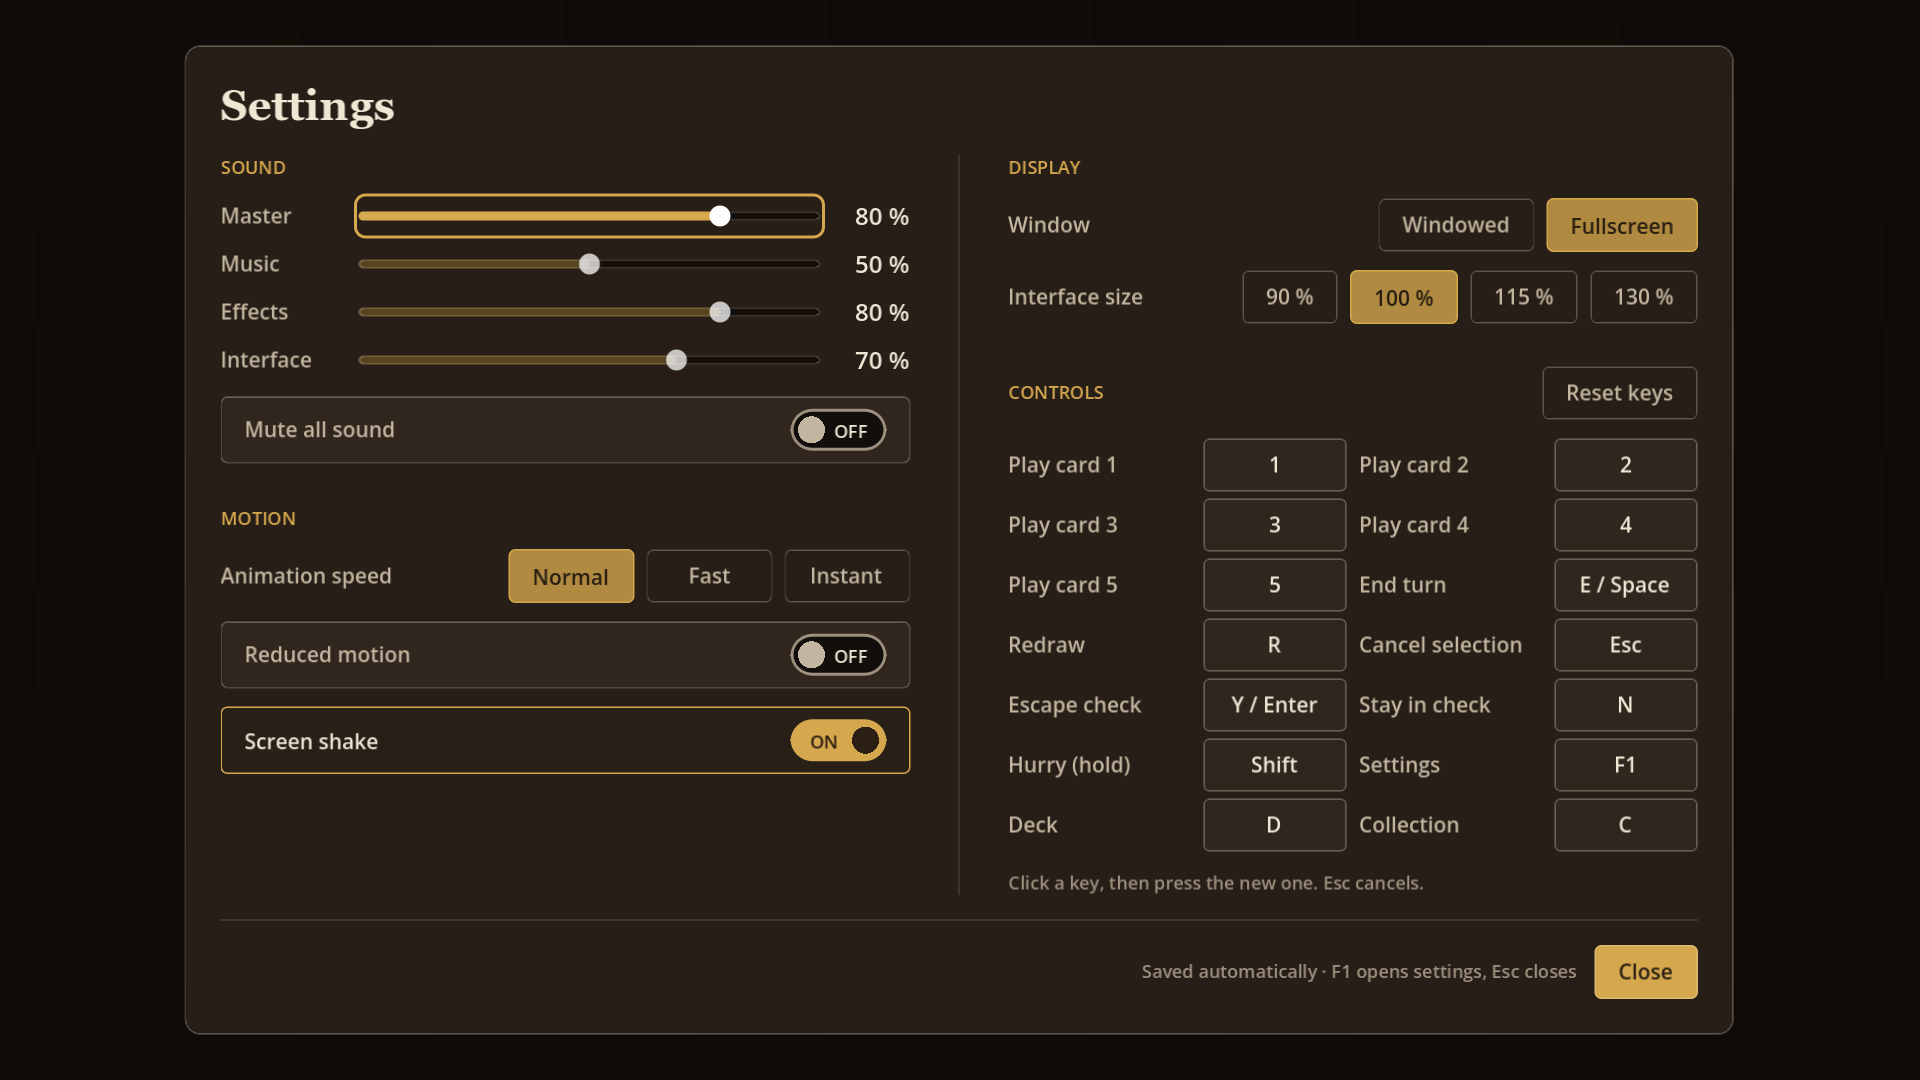 Settings
SOUND
Master 80 %
Music 50 %
Effects 80 %
Interface 70 %
Mute all sound OFF
MOTION
Animation speed Normal Fast Instant
Reduced motion OFF
Screen shake ON
DISPLAY
Window Windowed Fullscreen
Interface size 90 % 100 % 115 % 130 %
CONTROLS Reset keys
Play card 1 1 Play card 2 2
Play card 3 3 Play card 4 4
Play card 5 5 End turn E / Space
Redraw R Cancel selection Esc
Escape check Y / Enter Stay in check N
Hurry (hold) Shift Settings F1
Deck D Collection C
Click a key, then press the new one. Esc cancels.
Saved automatically · F1 opens settings, Esc closes Close